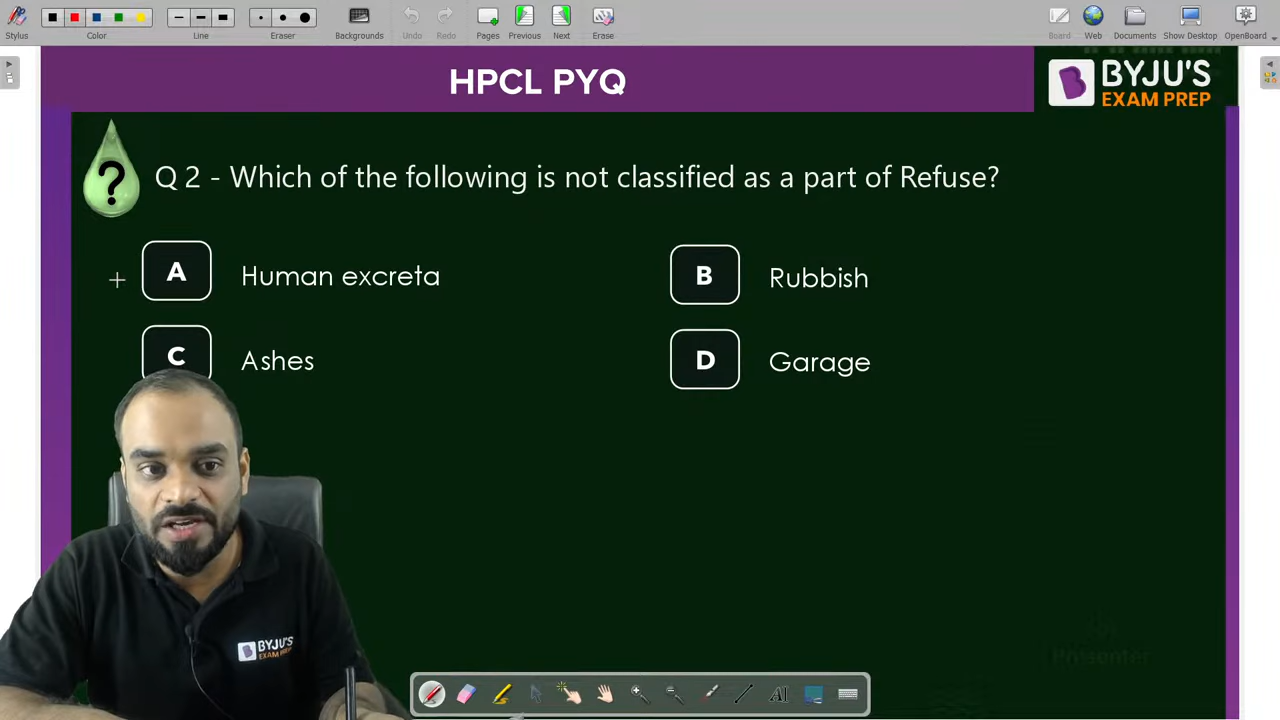 Stylus
Color
Line
Eraser
Backgrounds
Undo
Redo
Pages
Previous
Next
Erase
Board
Web
Documents
Show Desktop
OpenBoard
HPCL PYQ
BYJU'S
EXAM PREP
?
Q 2 - Which of the following is not classified as a part of Refuse?
A Human excreta
B Rubbish
C Ashes
D Garage
BYJU'S
EXAM PREP
Presenter
AI